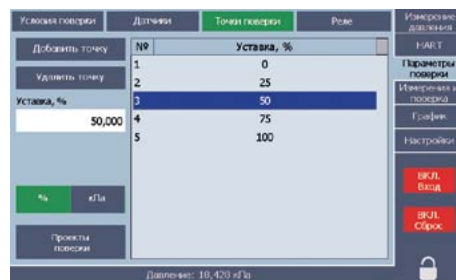 Условия поверки
Датчики
Точки поверки
Реле
Измерение давления
Добавить точку
Удалить точку
Уставка, %
50,000
%
кПа
Проекты поверки
№ Уставка, %
1 0
2 25
3 50
4 75
5 100
HART
Параметры поверки
Измерения и поверка
График
Настройки
ВКЛ. Вход
ВКЛ. Сброс
Давление: 18,428 кПа